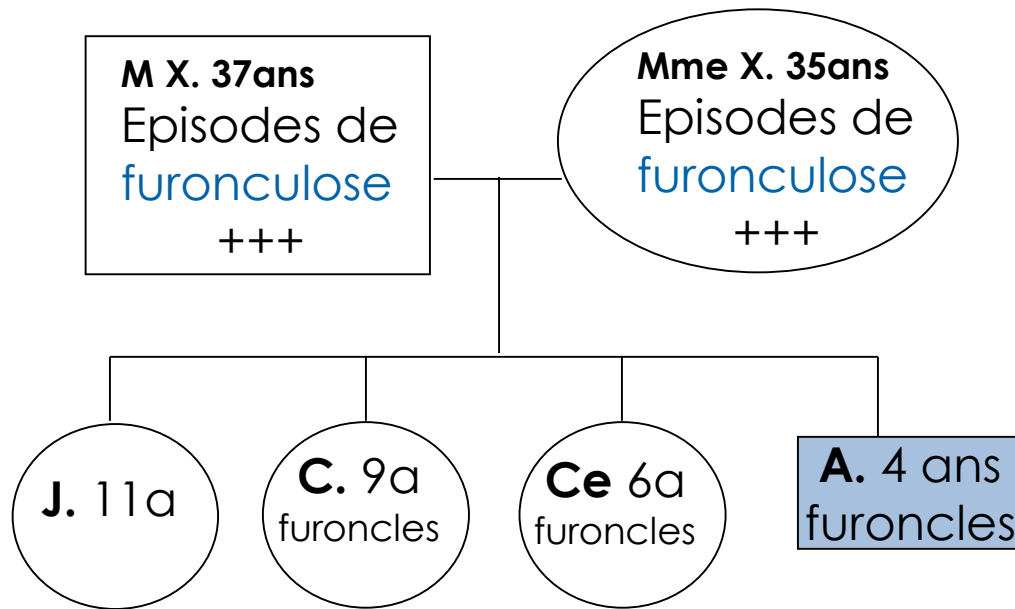 M X. 37ans
Episodes de
furonculose
+++
Mme X. 35ans
Episodes de
furonculose
+++
J. 11a
C. 9a
furoncles
Ce 6a
furoncles
A. 4 ans
furoncles